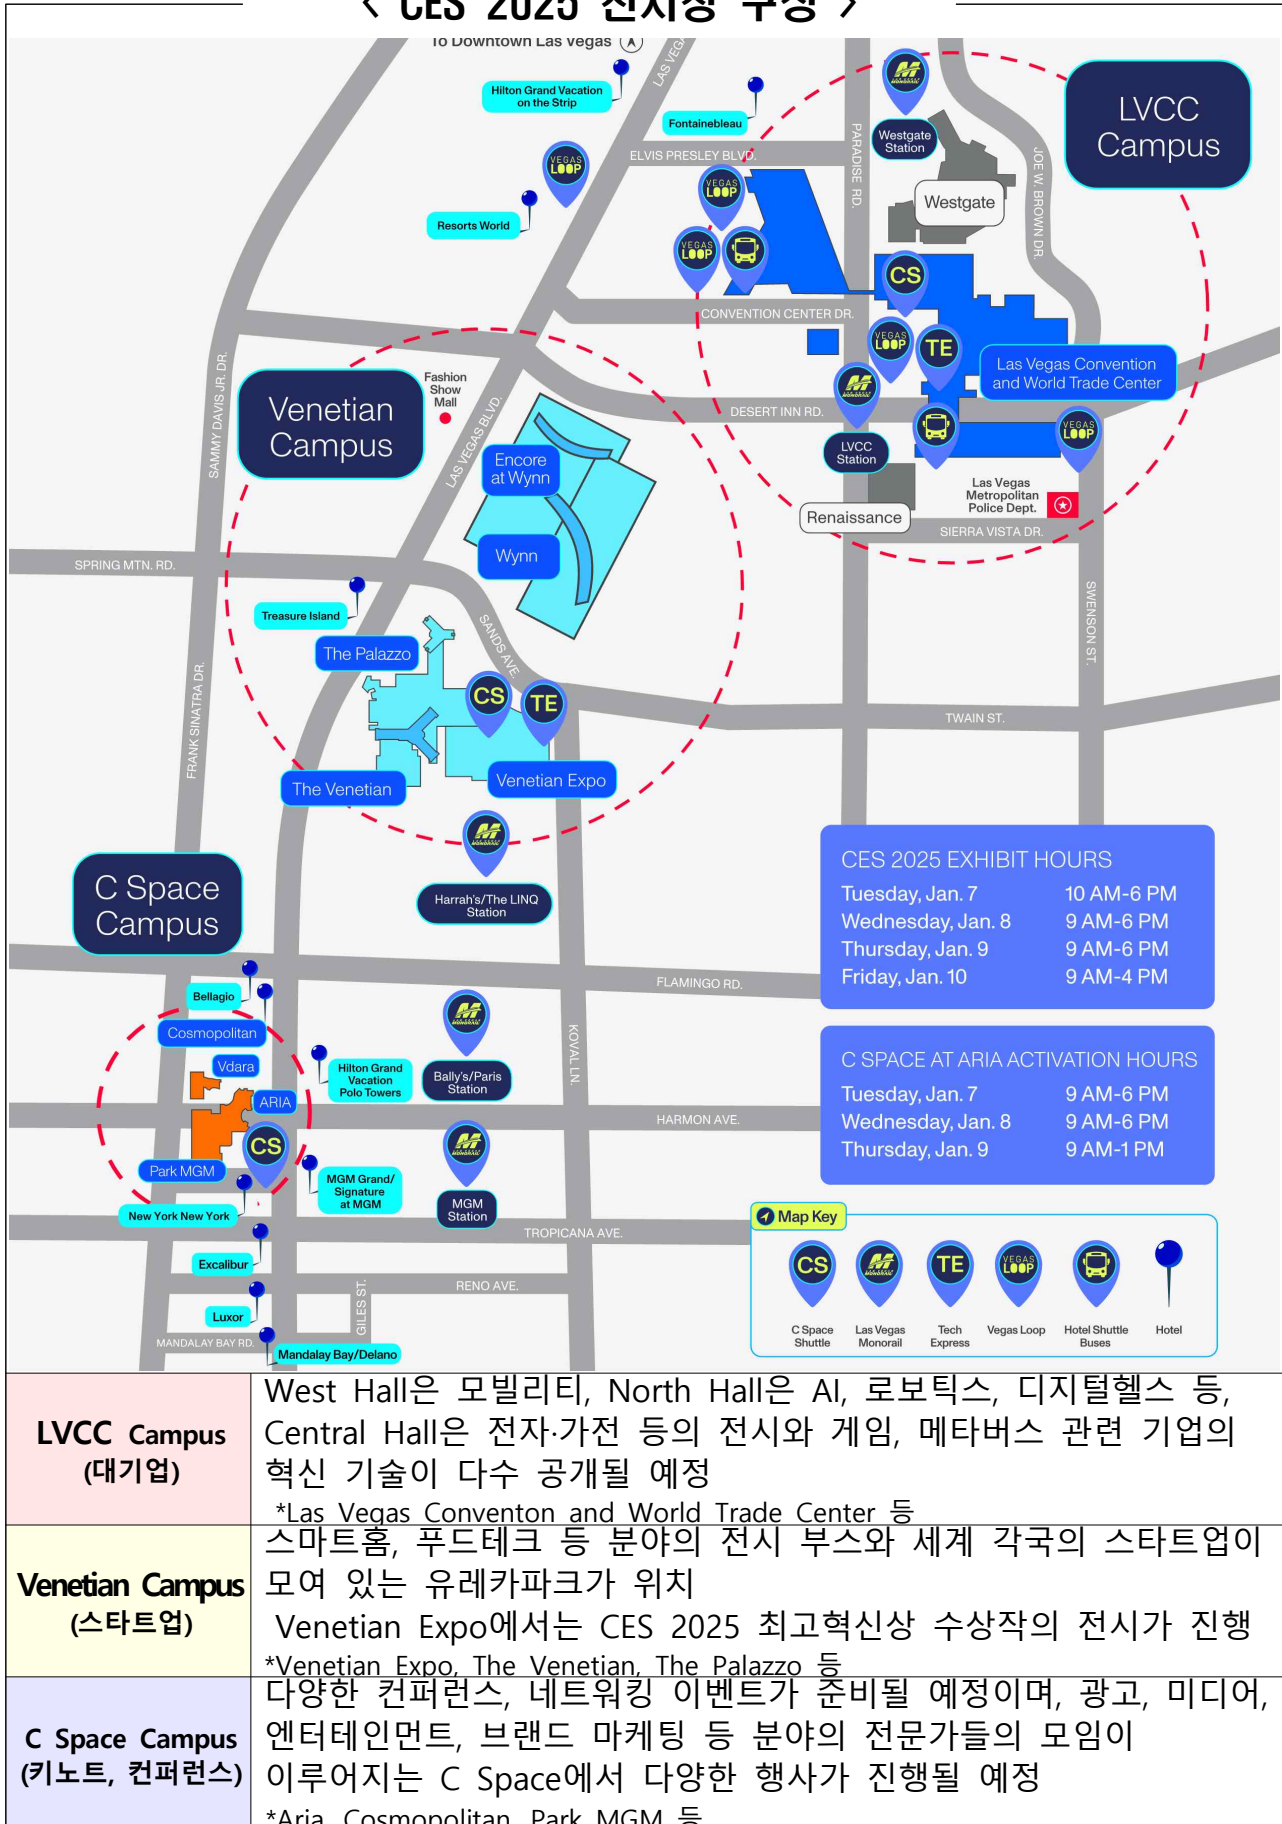 < CES 2025 전시장 구성 >
To Downtown Las Vegas
LAS VEGA
Hilton Grand Vacation
on the Strip
Fontainebleau
ELVIS PRESLEY BLVD.
PARADISE RD.
Westgate
Station
Westgate
JOE W. BROWN DR.
LVCC
Campus
VEGAS
LOOP
Resorts World
VEGAS
LOOP
VEGAS
LOOP
CS
CONVENTION CENTER DR.
VEGAS
LOOP
TE
Las Vegas Convention
and World Trade Center
SAMMY DAVIS JR. DR.
Venetian
Campus
Fashion
Show
Mall
LAS VEGAS BLVD.
DESERT INN RD.
LVCC
Station
VEGAS
LOOP
Encore
at Wynn
Wynn
Las Vegas
Metropolitan
Police Dept.
Renaissance
SIERRA VISTA DR.
SPRING MTN. RD.
Treasure Island
SANDS AVE.
SWENSON ST.
The Palazzo
FRANK SINATRA DR.
CS
TE
TWAIN ST.
The Venetian
Venetian Expo
MONORAIL
Harrah's/The LINQ
Station
C Space
Campus
CES 2025 EXHIBIT HOURS
Tuesday, Jan. 7 10 AM-6 PM
Wednesday, Jan. 8 9 AM-6 PM
Thursday, Jan. 9 9 AM-6 PM
Friday, Jan. 10 9 AM-4 PM
FLAMINGO RD.
Bellagio
Cosmopolitan
Vdara
ARIA
Hilton Grand
Vacation
Polo Towers
Bally's/Paris
Station
KOVAL LN.
HARMON AVE.
C SPACE AT ARIA ACTIVATION HOURS
Tuesday, Jan. 7 9 AM-6 PM
Wednesday, Jan. 8 9 AM-6 PM
Thursday, Jan. 9 9 AM-1 PM
CS
Park MGM
MGM Grand/
Signature
at MGM
MGM
Station
New York New York
TROPICANA AVE.
Excalibur
RENO AVE.
GILES ST.
Luxor
MANDALAY BAY RD.
Mandalay Bay/Delano
Map Key
CS
TE
VEGAS
LOOP
C Space
Shuttle
Las Vegas
Monorail
Tech
Express
Vegas Loop
Hotel Shuttle
Buses
Hotel
LVCC Campus
(대기업)
West Hall은 모빌리티, North Hall은 AI, 로보틱스, 디지털헬스 등,
Central Hall은 전자·가전 등의 전시와 게임, 메타버스 관련 기업의
혁신 기술이 다수 공개될 예정
*Las Vegas Conventon and World Trade Center 등
Venetian Campus
(스타트업)
스마트홈, 푸드테크 등 분야의 전시 부스와 세계 각국의 스타트업이
모여 있는 유레카파크가 위치
Venetian Expo에서는 CES 2025 최고혁신상 수상작의 전시가 진행
*Venetian Expo, The Venetian, The Palazzo 등
C Space Campus
(키노트, 컨퍼런스)
다양한 컨퍼런스, 네트워킹 이벤트가 준비될 예정이며, 광고, 미디어,
엔터테인먼트, 브랜드 마케팅 등 분야의 전문가들의 모임이
이루어지는 C Space에서 다양한 행사가 진행될 예정
*Aria, Cosmopolitan, Park MGM 등